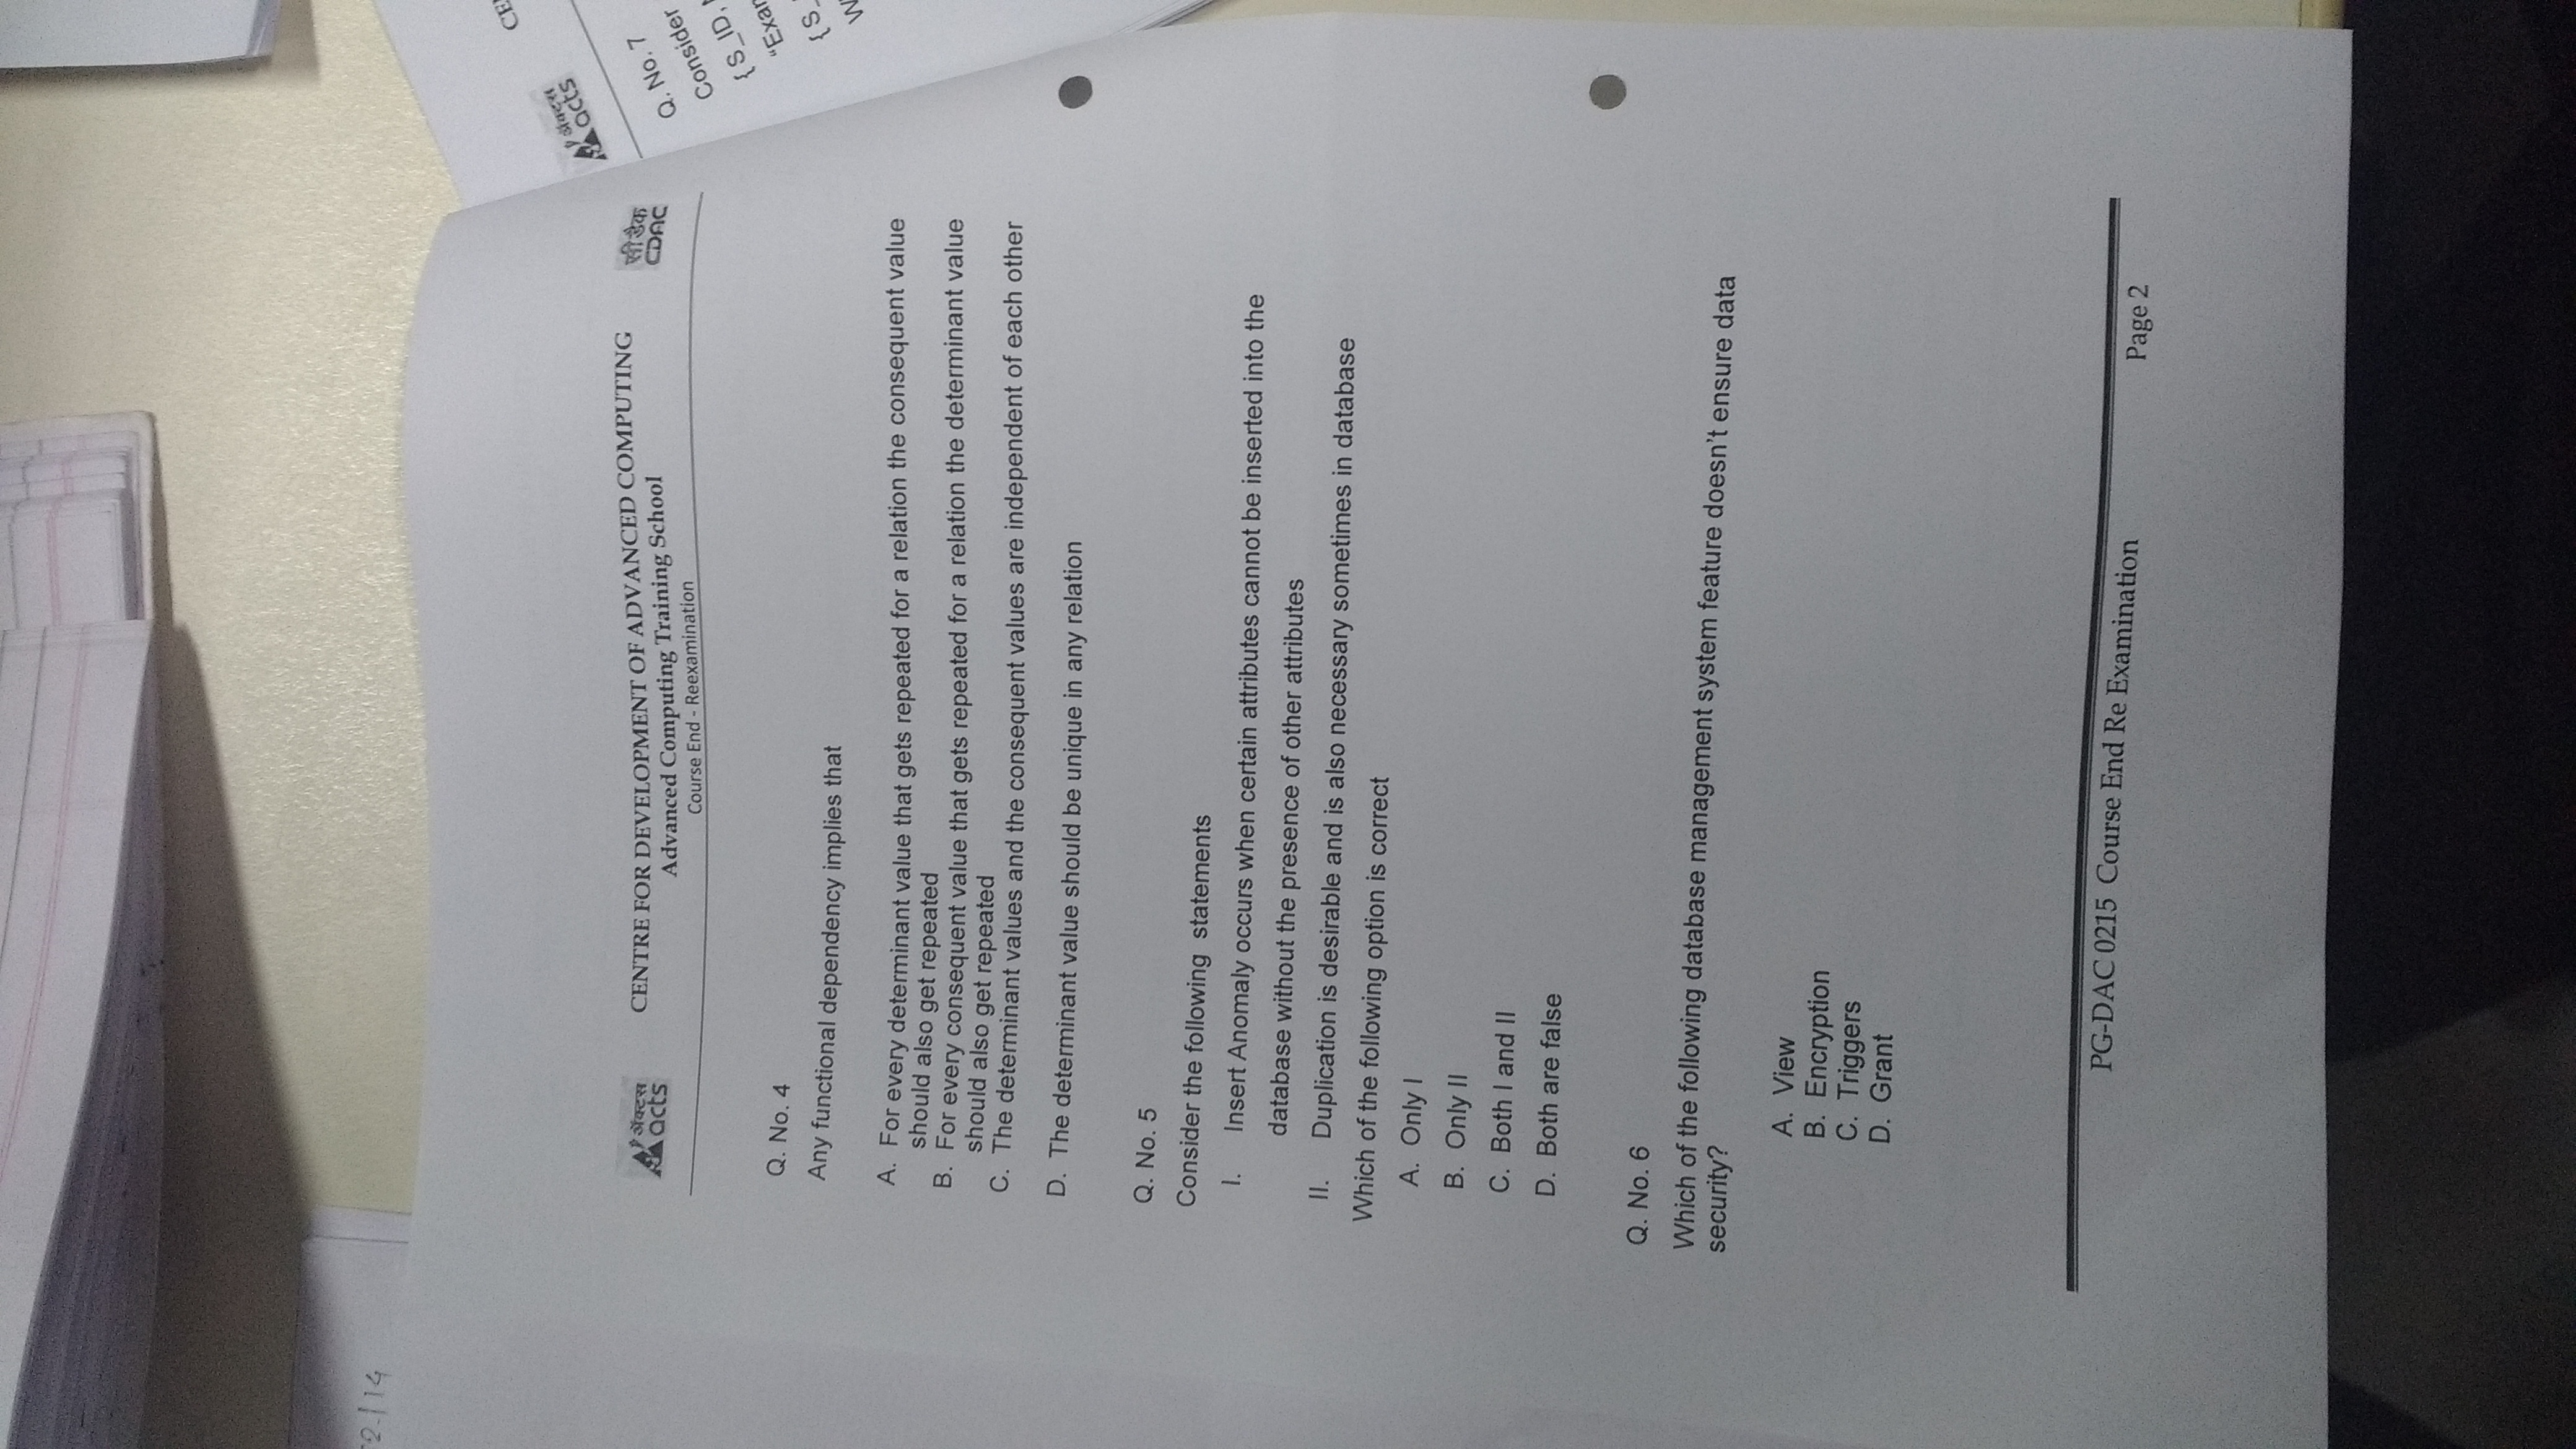 CENTRE FOR DEVELOPMENT OF ADVANCED COMPUTING
Advanced Computing Training School
Course End - Reexamination
ऍक्टस
acts
सी डैक
CDAC
Q. No. 4
Any functional dependency implies that
A. For every determinant value that gets repeated for a relation the consequent value
should also get repeated
B. For every consequent value that gets repeated for a relation the determinant value
should also get repeated
C. The determinant values and the consequent values are independent of each other
D. The determinant value should be unique in any relation
Q. No. 5
Consider the following statements
I. Insert Anomaly occurs when certain attributes cannot be inserted into the
database without the presence of other attributes
II. Duplication is desirable and is also necessary sometimes in database
Which of the following option is correct
A. Only I
B. Only II
C. Both I and II
D. Both are false
Q. No. 6
Which of the following database management system feature doesn't ensure data
security?
A. View
B. Encryption
C. Triggers
D. Grant
PG-DAC 0215 Course End Re Examination Page 2
acts
Q. No. 7
Consider
{ S_ID,
"Exar
{ S_